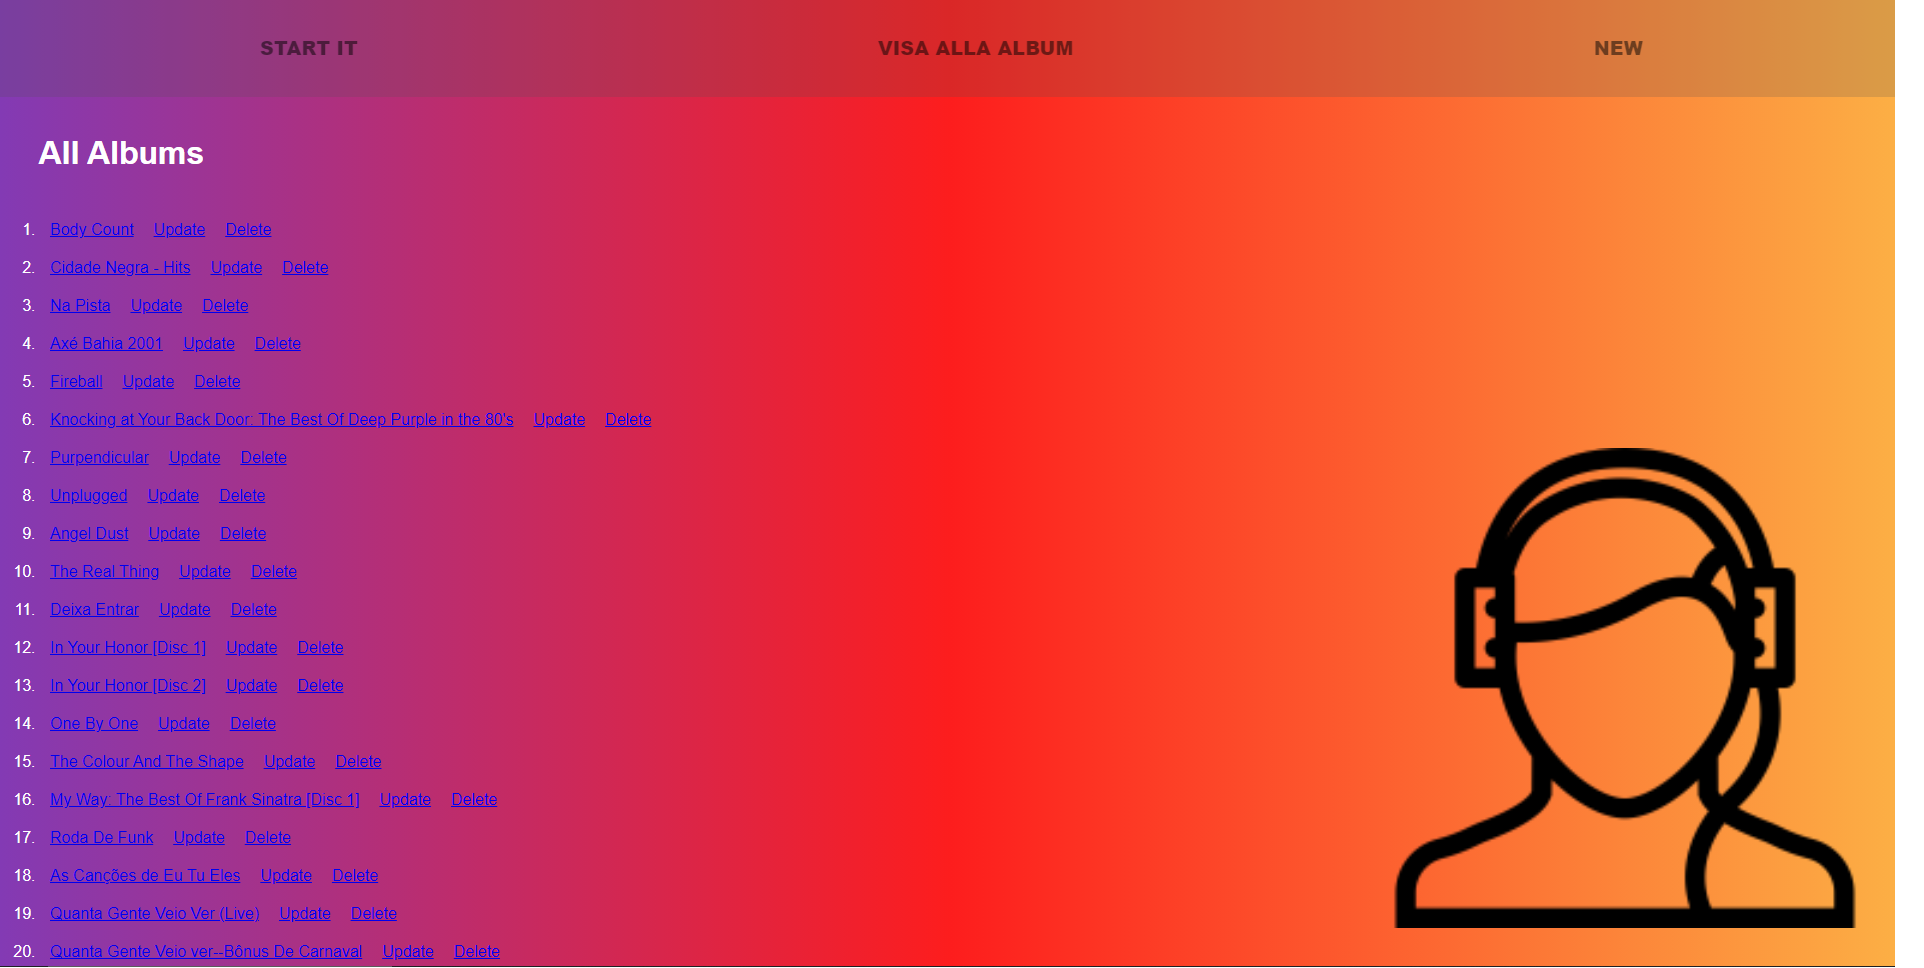 START IT VISA ALLA ALBUM NEW
All Albums
1. Body Count Update Delete
2. Cidade Negra - Hits Update Delete
3. Na Pista Update Delete
4. Axé Bahia 2001 Update Delete
5. Fireball Update Delete
6. Knocking at Your Back Door: The Best Of Deep Purple in the 80's Update Delete
7. Purpendicular Update Delete
8. Unplugged Update Delete
9. Angel Dust Update Delete
10. The Real Thing Update Delete
11. Deixa Entrar Update Delete
12. In Your Honor [Disc 1] Update Delete
13. In Your Honor [Disc 2] Update Delete
14. One By One Update Delete
15. The Colour And The Shape Update Delete
16. My Way: The Best Of Frank Sinatra [Disc 1] Update Delete
17. Roda De Funk Update Delete
18. As Canções de Eu Tu Eles Update Delete
19. Quanta Gente Veio Ver (Live) Update Delete
20. Quanta Gente Veio ver--Bônus De Carnaval Update Delete